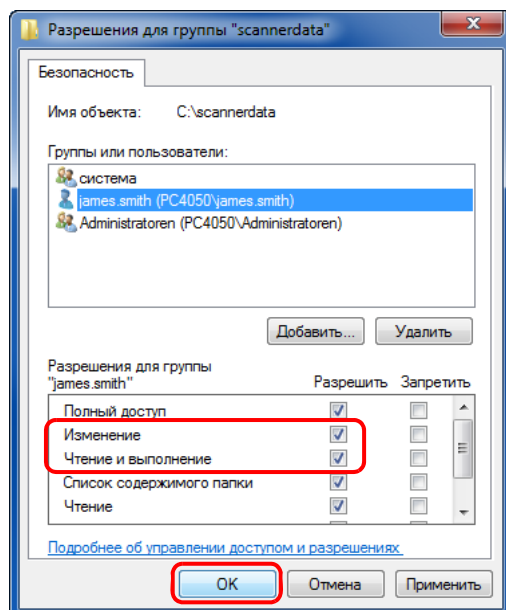 Разрешения для группы "scannerdata"
Безопасность
Имя объекта: C:\scannerdata
Группы или пользователи:
система
james.smith (PC4050\james.smith)
Administratoren (PC4050\Administratoren)
Добавить... Удалить
Разрешения для группы
"james.smith" Разрешить Запретить
Полный доступ
Изменение
Чтение и выполнение
Список содержимого папки
Чтение
Подробнее об управлении доступом и разрешениях
OK Отмена Применить